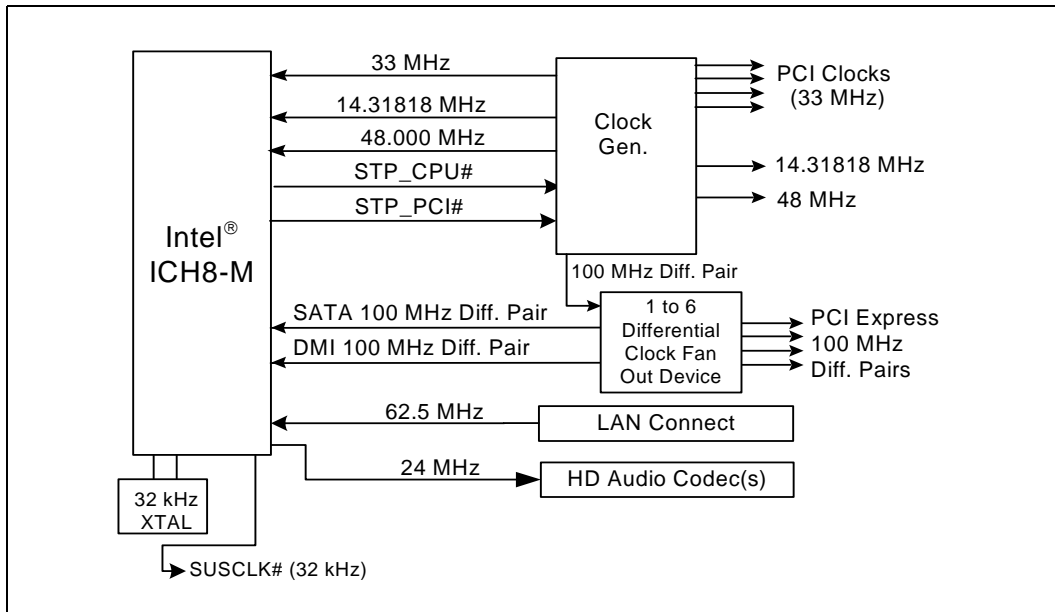 33 MHz
14.31818 MHz
48.000 MHz
STP_CPU#
STP_PCI#
Intel®
ICH8-M
Clock
Gen.
PCI Clocks
(33 MHz)
14.31818 MHz
48 MHz
100 MHz Diff. Pair
SATA 100 MHz Diff. Pair
DMI 100 MHz Diff. Pair
1 to 6
Differential
Clock Fan
Out Device
PCI Express
100 MHz
Diff. Pairs
62.5 MHz
LAN Connect
24 MHz
HD Audio Codec(s)
32 kHz
XTAL
SUSCLK# (32 kHz)